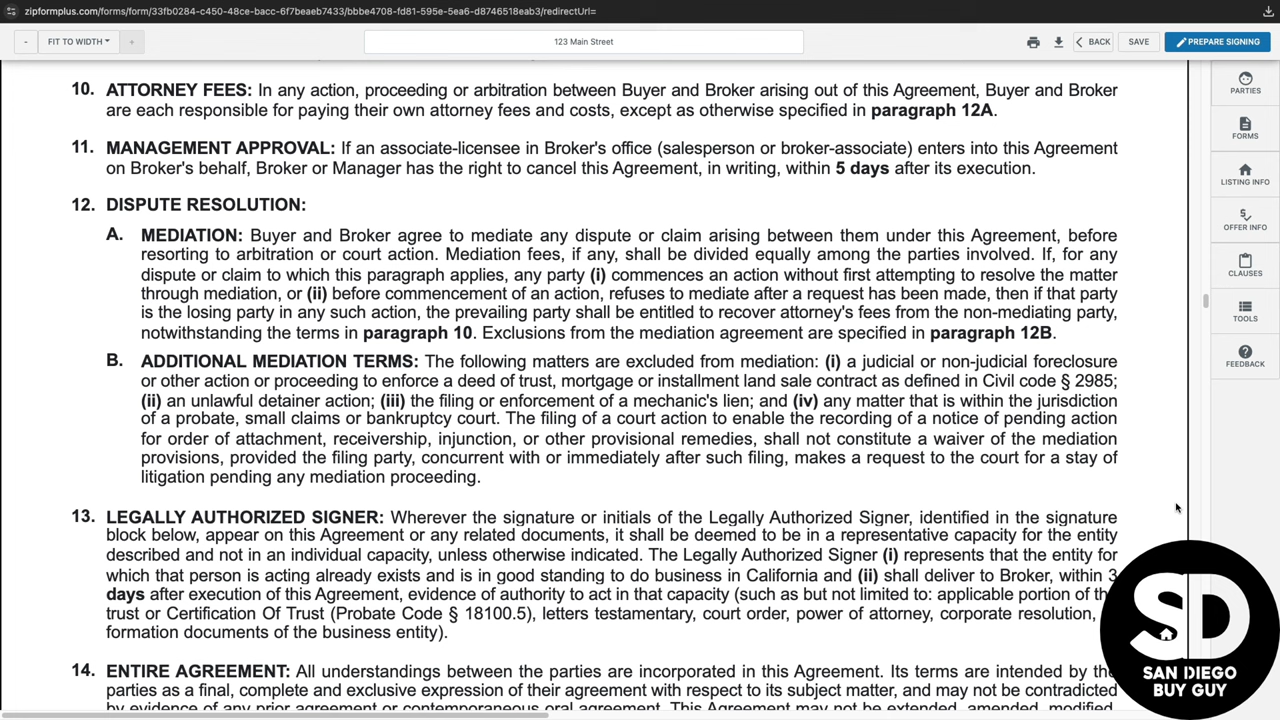 zipformplus.com/forms/form/33fb0284-c450-48ce-bacc-6f7beaeb7433/bbbe4708-fd81-595e-5ea6-d8746518eab3/redirectUrl=
-
FIT TO WIDTH
+
123 Main Street
BACK
SAVE
PREPARE SIGNING
10. ATTORNEY FEES: In any action, proceeding or arbitration between Buyer and Broker arising out of this Agreement, Buyer and Broker
are each responsible for paying their own attorney fees and costs, except as otherwise specified in paragraph 12A.
11. MANAGEMENT APPROVAL: If an associate-licensee in Broker's office (salesperson or broker-associate) enters into this Agreement
on Broker's behalf, Broker or Manager has the right to cancel this Agreement, in writing, within 5 days after its execution.
12. DISPUTE RESOLUTION:
A. MEDIATION: Buyer and Broker agree to mediate any dispute or claim arising between them under this Agreement, before
resorting to arbitration or court action. Mediation fees, if any, shall be divided equally among the parties involved. If, for any
dispute or claim to which this paragraph applies, any party (i) commences an action without first attempting to resolve the matter
through mediation, or (ii) before commencement of an action, refuses to mediate after a request has been made, then if that party
is the losing party in any such action, the prevailing party shall be entitled to recover attorney's fees from the non-mediating party,
notwithstanding the terms in paragraph 10. Exclusions from the mediation agreement are specified in paragraph 12B.
B. ADDITIONAL MEDIATION TERMS: The following matters are excluded from mediation: (i) a judicial or non-judicial foreclosure
or other action or proceeding to enforce a deed of trust, mortgage or installment land sale contract as defined in Civil code § 2985;
(ii) an unlawful detainer action; (iii) the filing or enforcement of a mechanic's lien; and (iv) any matter that is within the jurisdiction
of a probate, small claims or bankruptcy court. The filing of a court action to enable the recording of a notice of pending action
for order of attachment, receivership, injunction, or other provisional remedies, shall not constitute a waiver of the mediation
provisions, provided the filing party, concurrent with or immediately after such filing, makes a request to the court for a stay of
litigation pending any mediation proceeding.
13. LEGALLY AUTHORIZED SIGNER: Wherever the signature or initials of the Legally Authorized Signer, identified in the signature
block below, appear on this Agreement or any related documents, it shall be deemed to be in a representative capacity for the entity
described and not in an individual capacity, unless otherwise indicated. The Legally Authorized Signer (i) represents that the entity for
which that person is acting already exists and is in good standing to do business in California and (ii) shall deliver to Broker, within 3
days after execution of this Agreement, evidence of authority to act in that capacity (such as but not limited to: applicable portion of
trust or Certification Of Trust (Probate Code § 18100.5), letters testamentary, court order, power of attorney, corporate resolution,
formation documents of the business entity).
14. ENTIRE AGREEMENT: All understandings between the parties are incorporated in this Agreement. Its terms are intended by the
parties as a final, complete and exclusive expression of their agreement with respect to its subject matter, and may not be contradicted
by evidence of any prior agreement or contemporaneous oral agreement. This Agreement may not be extended, amended, modified,
PARTIES
FORMS
LISTING INFO
OFFER INFO
CLAUSES
TOOLS
FEEDBACK
SD
SAN DIEGO
BUY GUY